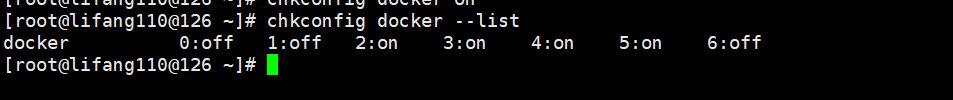 [root@lifang110@126 ~]# chkconfig docker on
[root@lifang110@126 ~]# chkconfig docker --list
docker         0:off   1:off   2:on    3:on    4:on    5:on    6:off
[root@lifang110@126 ~]#